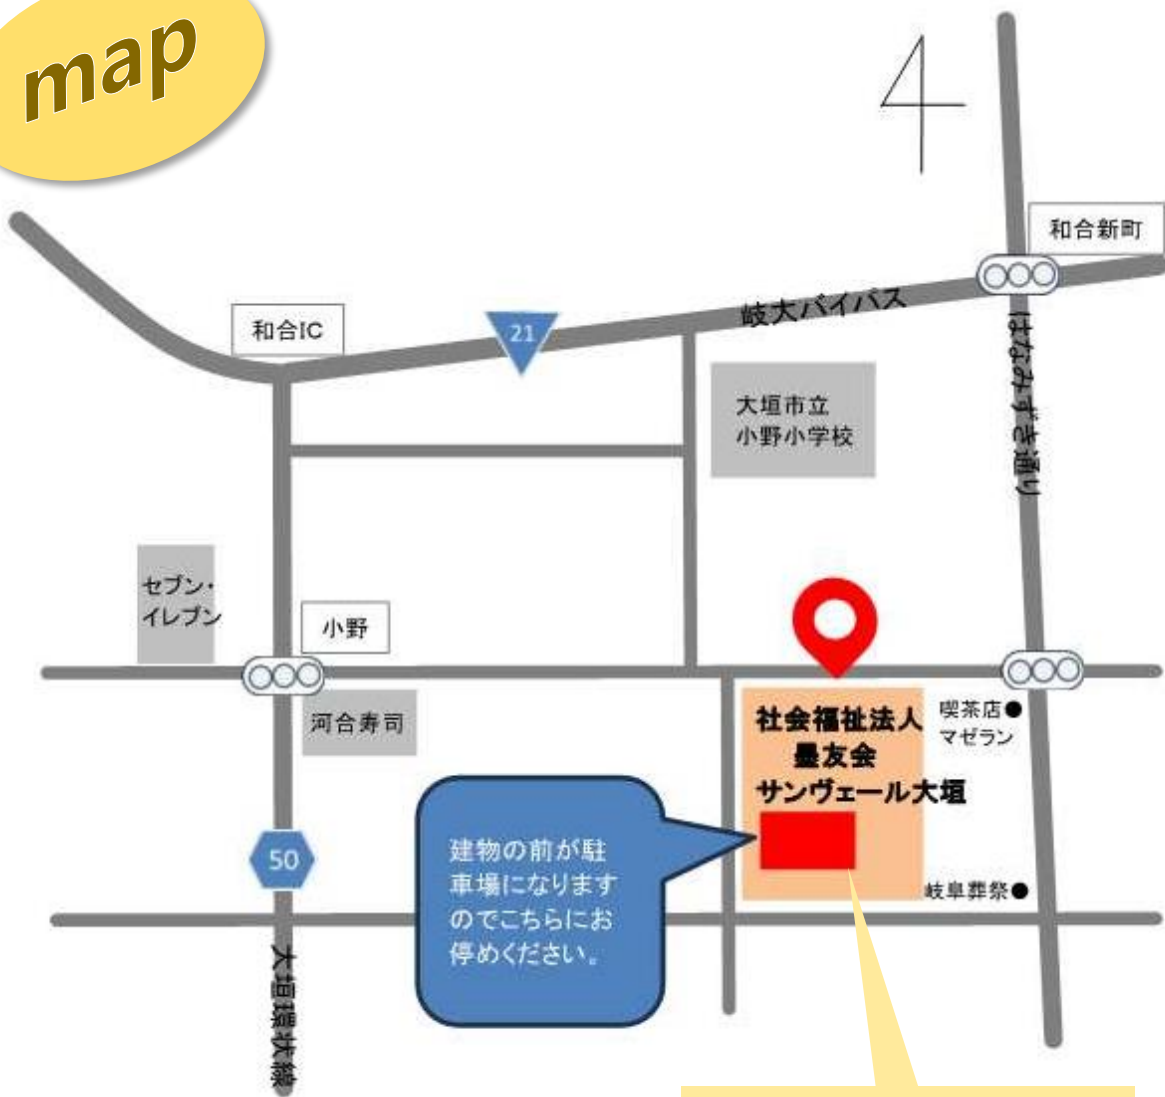 map
和合新町
岐大バイパス
和合IC
21
はなみずき通り
大垣市立
小野小学校
セブン・
イレブン
小野
河合寿司
社会福祉法人
墨友会
サンヴェール大垣
喫茶店●
マゼラン
建物の前が駐
車場になります
のでこちらにお
停めください。
50
岐阜葬祭●
大垣環状線